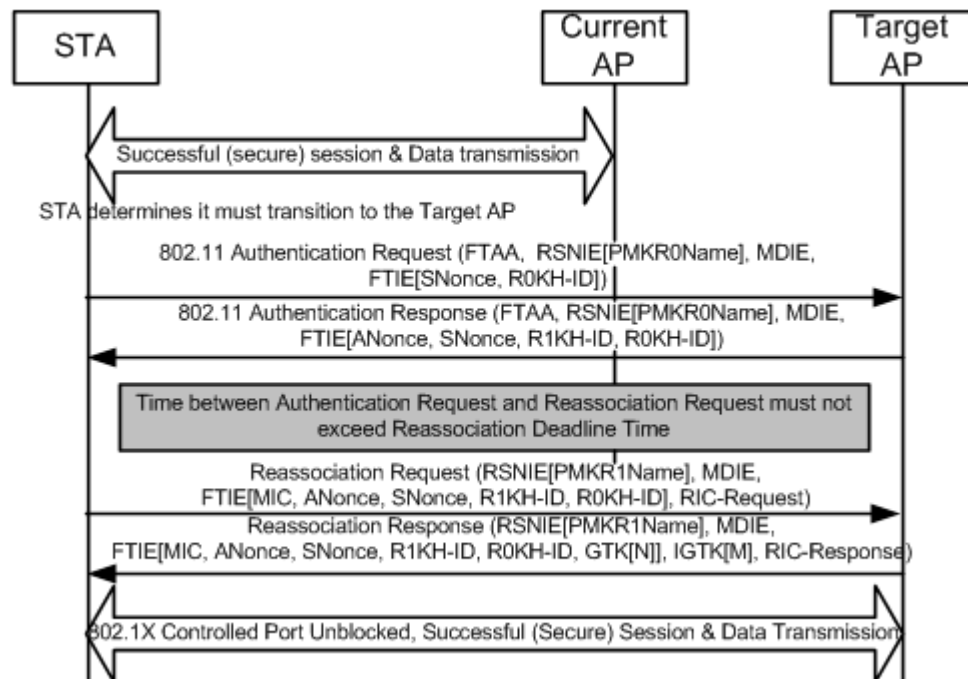 STA
Current
AP
Target
AP
Successful (secure) session & Data transmission
STA determines it must transition to the Target AP
802.11 Authentication Request (FTAA, RSNIE[PMKR0Name], MDIE,
FTIE[SNonce, R0KH-ID])
802.11 Authentication Response (FTAA, RSNIE[PMKR0Name], MDIE,
FTIE[ANonce, SNonce, R1KH-ID, R0KH-ID])
Time between Authentication Request and Reassociation Request must not
exceed Reassociation Deadline Time
Reassociation Request (RSNIE[PMKR1Name], MDIE,
FTIE[MIC, ANonce, SNonce, R1KH-ID, R0KH-ID], RIC-Request)
Reassociation Response (RSNIE[PMKR1Name], MDIE,
FTIE[MIC, ANonce, SNonce, R1KH-ID, R0KH-ID, GTK[N]], IGTK[M], RIC-Response)
802.1X Controlled Port Unblocked, Successful (Secure) Session & Data Transmission